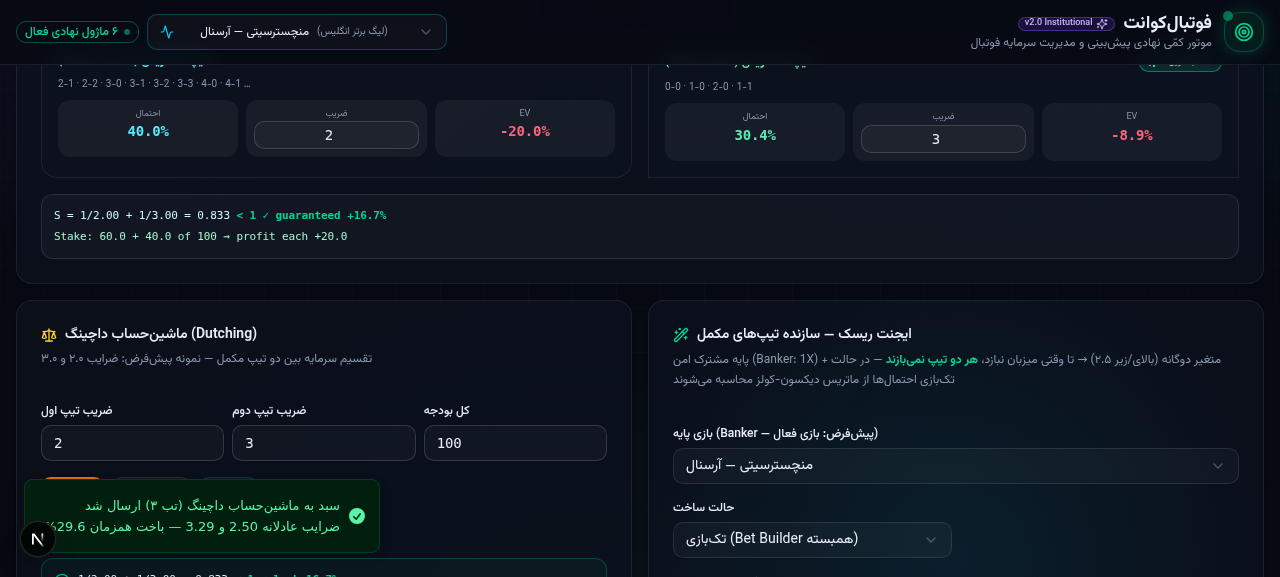 فوتبال‌کوانت
v2.0 Institutional
موتور کمّی نهادی پیش‌بینی و مدیریت سرمایه فوتبال
منچسترسیتی — آرسنال (لیگ برتر انگلیس)
۶ ماژول نهادی فعال
0-0 · 1-0 · 2-0 · 1-1
EV
-8.9%
ضریب
3
احتمال
30.4%
2-1 · 2-2 · 3-0 · 3-1 · 3-2 · 3-3 · 4-0 · 4-1 …
EV
-20.0%
ضریب
2
احتمال
40.0%
S = 1/2.00 + 1/3.00 = 0.833 < 1 ✓ guaranteed +16.7%
Stake: 60.0 + 40.0 of 100 → profit each +20.0
ایجنت ریسک — سازنده تیپ‌های مکمل
پایه مشترک امن (Banker: 1X) + متغیر دوگانه (بالای/زیر ۲.۵) → تا وقتی میزبان نبازد، هر دو تیپ نمی‌بازند — در حالت
تک‌بازی احتمال‌ها از ماتریس دیکسون-کولز محاسبه می‌شوند
بازی پایه (Banker — پیش‌فرض: بازی فعال)
منچسترسیتی — آرسنال
حالت ساخت
تک‌بازی (Bet Builder همبسته)
ماشین‌حساب داچینگ (Dutching)
تقسیم سرمایه بین دو تیپ مکمل — نمونه پیش‌فرض: ضرایب ۲.۰ و ۳.۰
کل بودجه
100
ضریب تیپ دوم
3
ضریب تیپ اول
2
سبد به ماشین‌حساب داچینگ (تب ۳) ارسال شد
ضرایب عادلانه 2.50 و 3.29 — باخت همزمان 29.6%
N